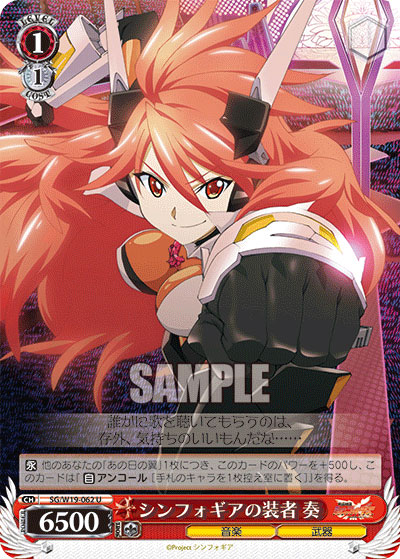 LEVEL
1
1
COST
SAMPLE
誰かに歌を聴いてもらうのは、
存外、気持ちのいいもんだな……
永 他のあなたの「あの日の翼」1枚につき、このカードのパワーを+500し、こ
のカードは『自 アンコール [手札のキャラを1枚控え室に置く]』を得る。
CH SG/W19-062 U
6500
シンフォギアの装者 奏
音楽
武器
©Project シンフォギア